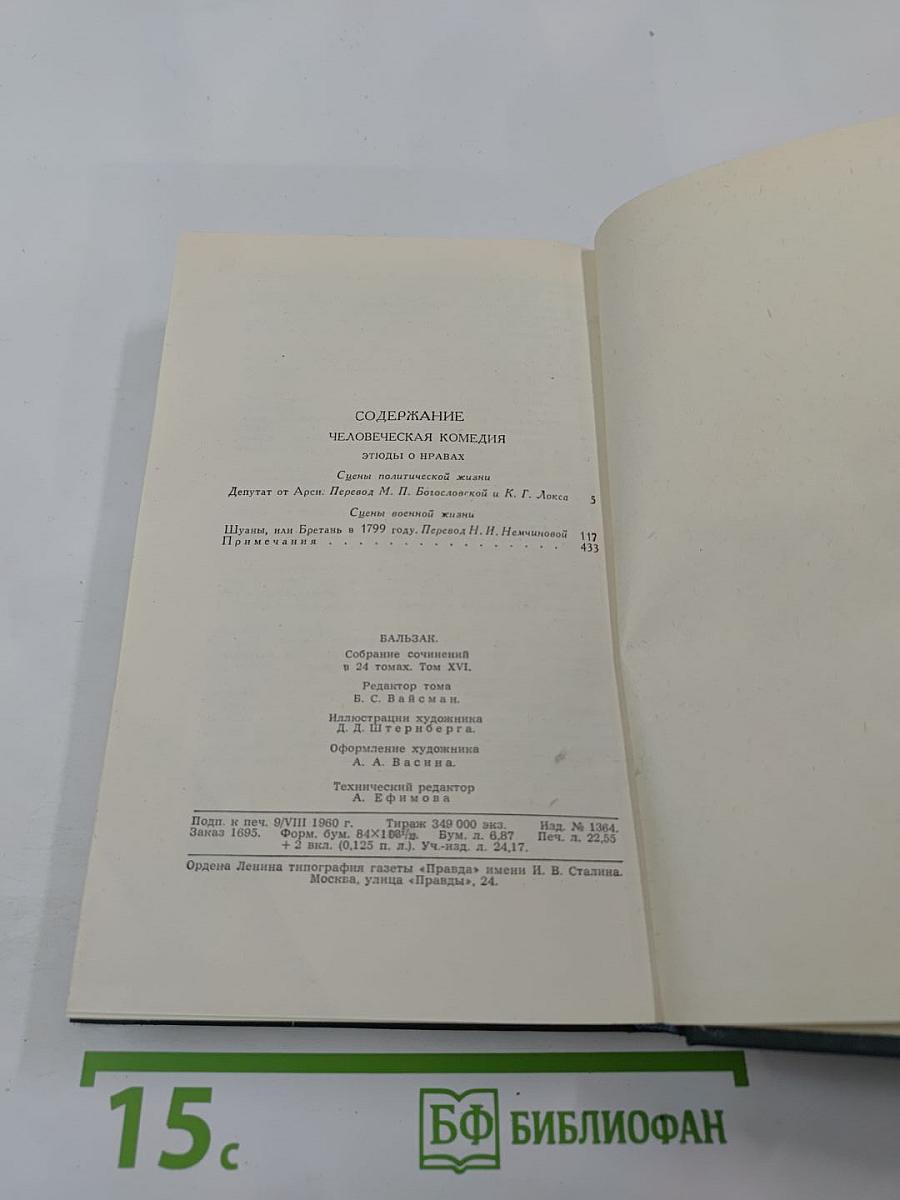 СОДЕРЖАНИЕ
ЧЕЛОВЕЧЕСКАЯ КОМЕДИЯ
ЭТЮДЫ О НРАВАХ
Сцены политической жизни
Депутат от Арси. Перевод М. П. Богословской и К. Г. Локса 5
Сцены военной жизни
Шуаны, или Бретань в 1799 году. Перевод Н. И. Немчиновой 117
Примечания . . . . . . . . . . . . . . . . 433
БАЛЬЗАК.
Собрание сочинений
в 24 томах. Том XVI.
Редактор тома
Б. С. Вайсман.
Иллюстрации художника
Д. Д. Штернберга.
Оформление художника
А. А. Васина.
Технический редактор
А. Ефимова
Подп. к печ. 9/VIII 1960 г. Тираж 349 000 экз. Изд. № 1364.
Заказ 1695. Форм. бум. Бум. л. 6,87 Печ. л. 22,55
+ 2 вкл. (0,125 п. л.). Уч.-изд. л. 24,17.
Ордена Ленина типография газеты «Правда» имени И. В. Сталина.
Москва, улица «Правды», 24.
15 с
БФ БИБЛИОФАН